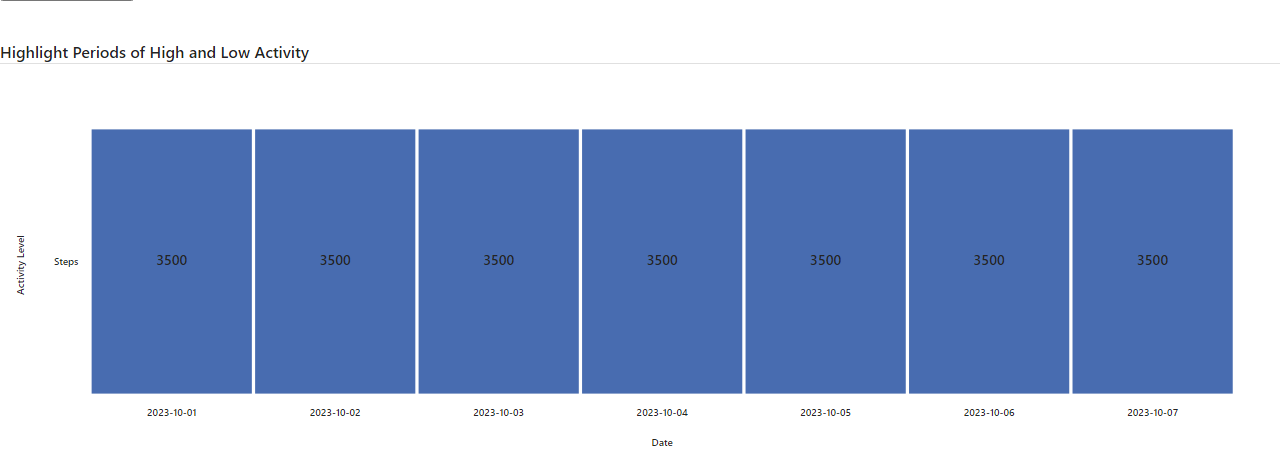 Highlight Periods of High and Low Activity
Activity Level
Steps
3500 3500 3500 3500 3500 3500 3500
2023-10-01 2023-10-02 2023-10-03 2023-10-04 2023-10-05 2023-10-06 2023-10-07
Date